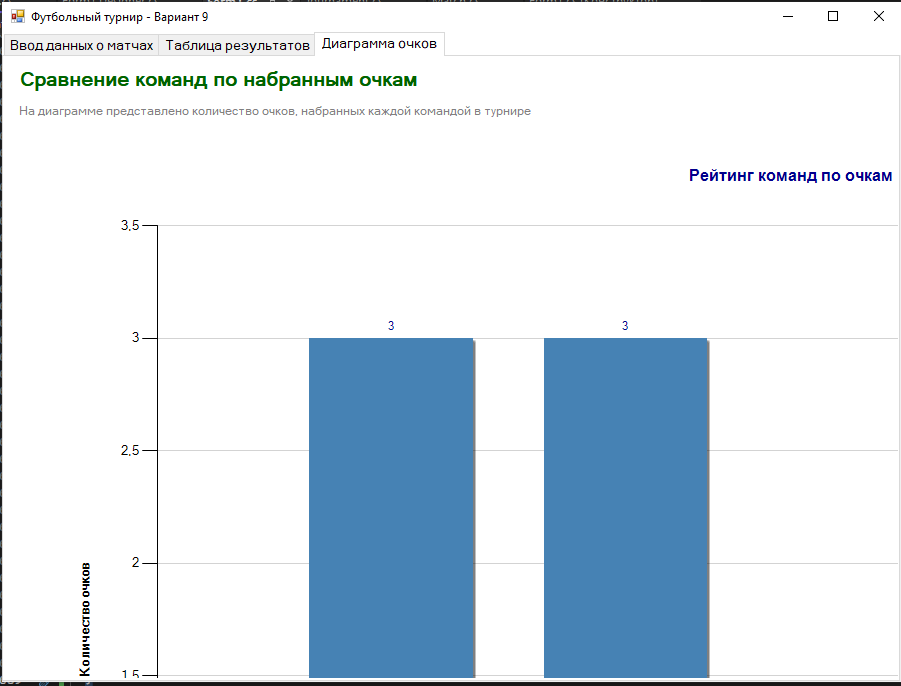 Футбольный турнир - Вариант 9
Ввод данных о матчах
Таблица результатов
Диаграмма очков
Сравнение команд по набранным очкам
На диаграмме представлено количество очков, набранных каждой командой в турнире
Рейтинг команд по очкам
3,5
3
3
3
2,5
2
Количество очков
1,5